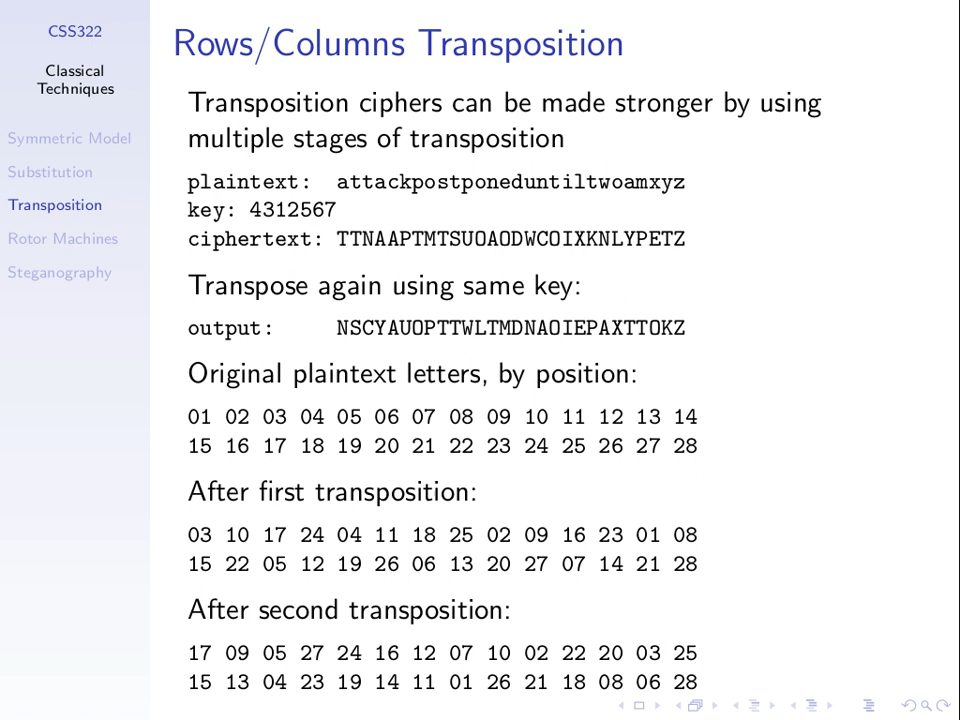 CSS322
Classical
Techniques
Symmetric Model
Substitution
Transposition
Rotor Machines
Steganography
Rows/Columns Transposition
Transposition ciphers can be made stronger by using
multiple stages of transposition
plaintext: attackpostponeduntiltwoamxyz
key: 4312567
ciphertext: TTNAAPTMTSUOAODWCOIXKNLYPETZ
Transpose again using same key:
output: NSCYAUOPTTWLTMDNAOIEPAXTTOKZ
Original plaintext letters, by position:
01 02 03 04 05 06 07 08 09 10 11 12 13 14
15 16 17 18 19 20 21 22 23 24 25 26 27 28
After first transposition:
03 10 17 24 04 11 18 25 02 09 16 23 01 08
15 22 05 12 19 26 06 13 20 27 07 14 21 28
After second transposition:
17 09 05 27 24 16 12 07 10 02 22 20 03 25
15 13 04 23 19 14 11 01 26 21 18 08 06 28